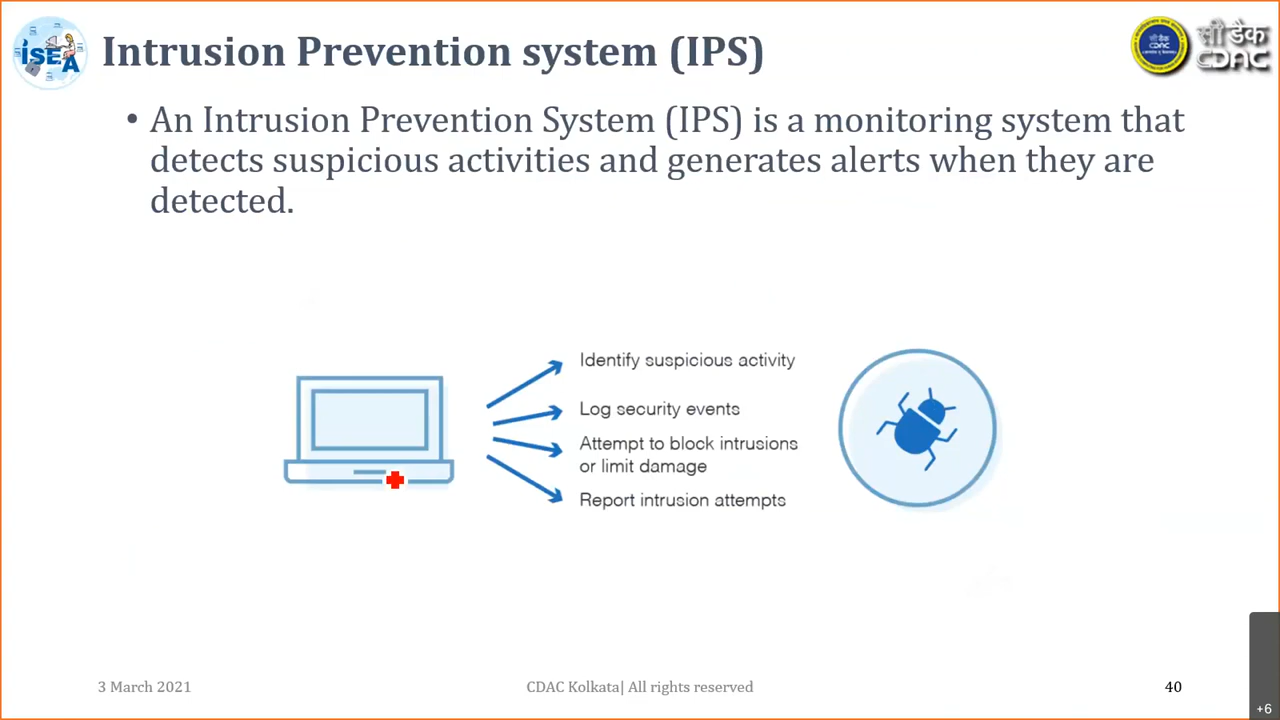 ISEA
Intrusion Prevention system (IPS)
CDAC
सी डैक
CDAC
• An Intrusion Prevention System (IPS) is a monitoring system that
detects suspicious activities and generates alerts when they are
detected.
Identify suspicious activity
Log security events
Attempt to block intrusions
or limit damage
Report intrusion attempts
3 March 2021
CDAC Kolkata| All rights reserved
40
+6